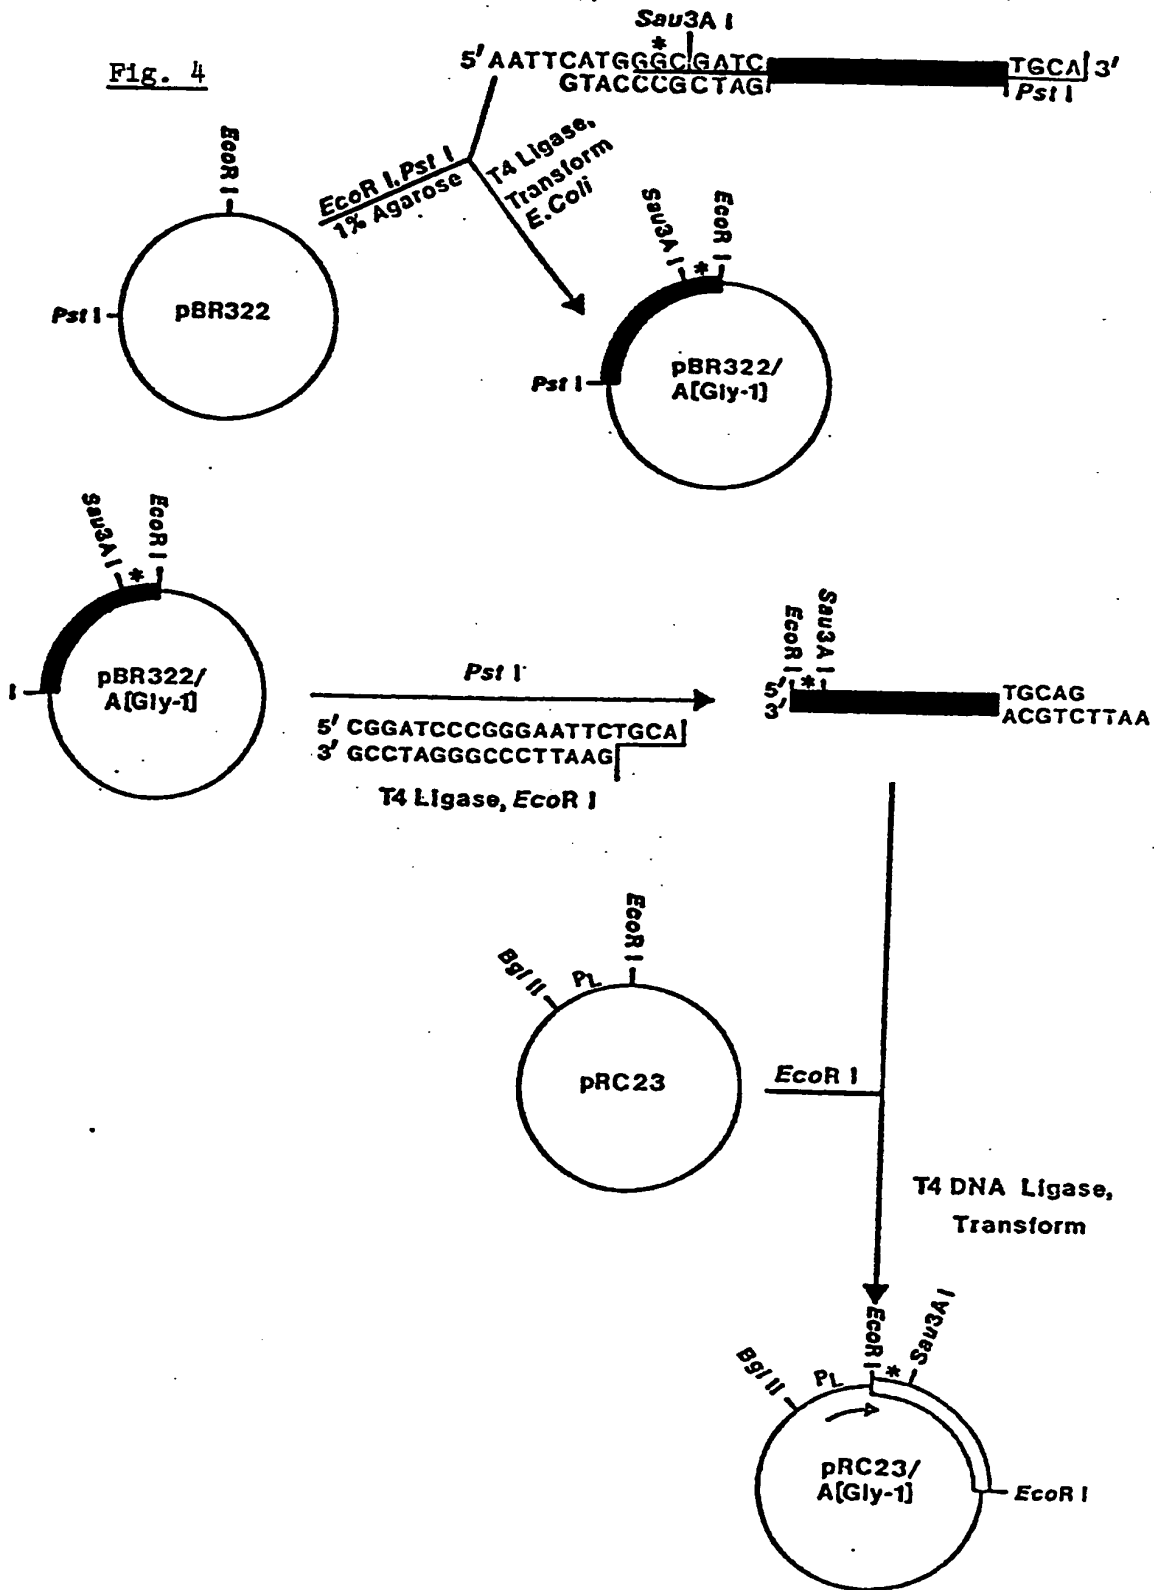 Fig. 4
Sau3A I
*
5' AATTCATGGGCGATC TGCA 3'
GTACCCGCTAG Pst I
EcoR I
EcoR I, Pst I
1% Agarose
T4 Ligase,
Transform
E. Coli
Pst I
pBR322
Sau3A I
*
EcoR I
Pst I
pBR322/
A[Gly-1]
Sau3A I
*
EcoR I
I
pBR322/
A[Gly-1]
Pst I
5' CGGATCCCGGGAATTCTGCA
3' GCCTAGGGCCCTTAAG
T4 Ligase, EcoR I
EcoR I
*
Sau3A I
5' TGCAG
3' ACGTCTTAA
Bgl II
PL
EcoR I
pRC23
EcoR I
T4 DNA Ligase,
Transform
Bgl II
PL
EcoR I
*
Sau3A I
pRC23/
A[Gly-1]
EcoR I